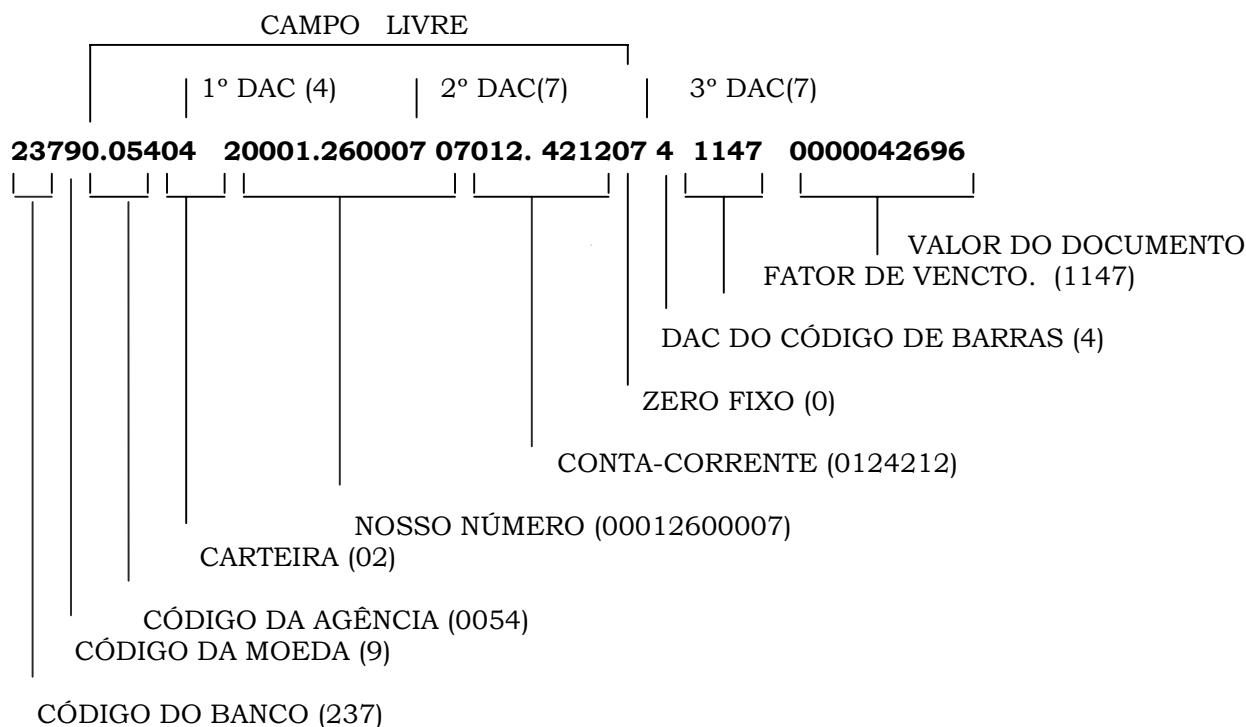 CAMPO LIVRE
1º DAC (4) 2º DAC(7) 3º DAC(7)
23790.05404 20001.260007 07012. 421207 4 1147 0000042696
VALOR DO DOCUMENTO
FATOR DE VENCTO. (1147)
DAC DO CÓDIGO DE BARRAS (4)
ZERO FIXO (0)
CONTA-CORRENTE (0124212)
NOSSO NÚMERO (00012600007)
CARTEIRA (02)
CÓDIGO DA AGÊNCIA (0054)
CÓDIGO DA MOEDA (9)
CÓDIGO DO BANCO (237)